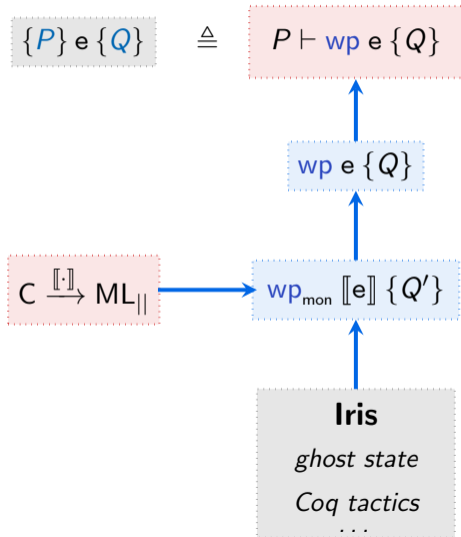 {P} e {Q} ≜ P ⊢ wp e {Q}
wp e {Q}
C ⟦·⟧⟶ ML|| wpmon ⟦e⟧ {Q′}
Iris
ghost state
Coq tactics
...